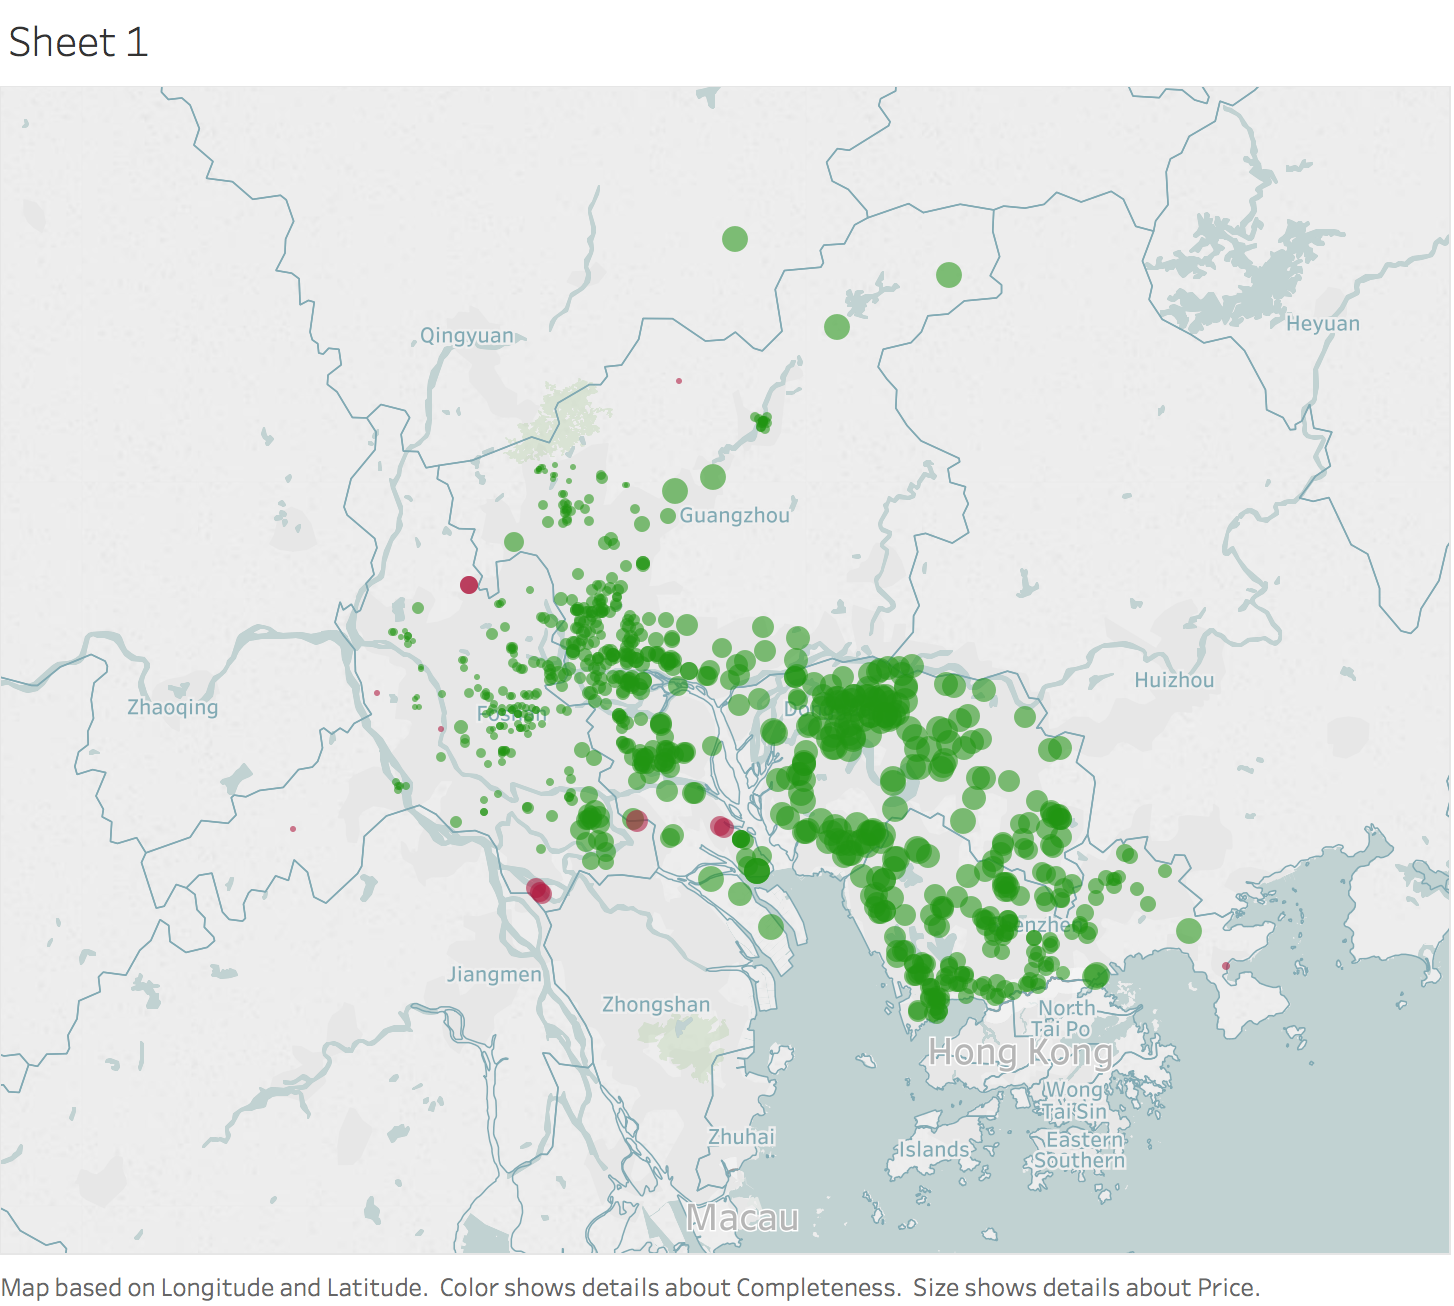 Sheet 1
Qingyuan
Heyuan
Guangzhou
Huizhou
Zhaoqing
Foshan
Do
enzhen
Jiangmen
Zhongshan
North
Tai Po
Hong Kong
Wong
Tai Sin
Zhuhai
Islands
Eastern
Southern
Macau
Map based on Longitude and Latitude.  Color shows details about Completeness.  Size shows details about Price.